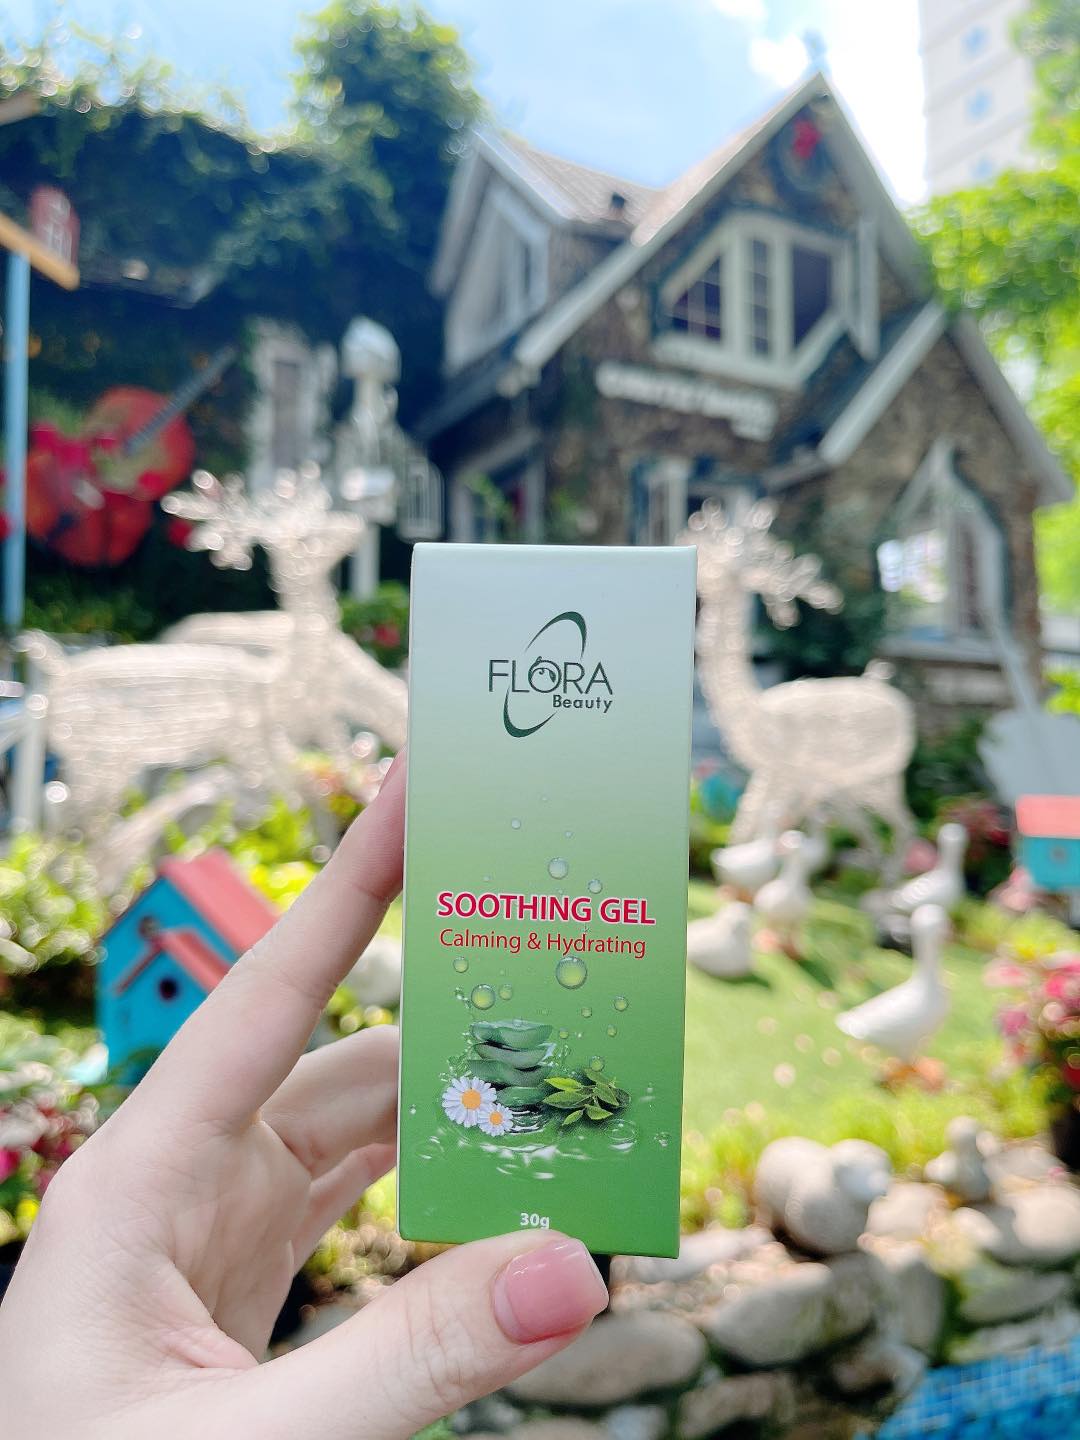 FLORA
Beauty
SOOTHING GEL
Calming & Hydrating
30g